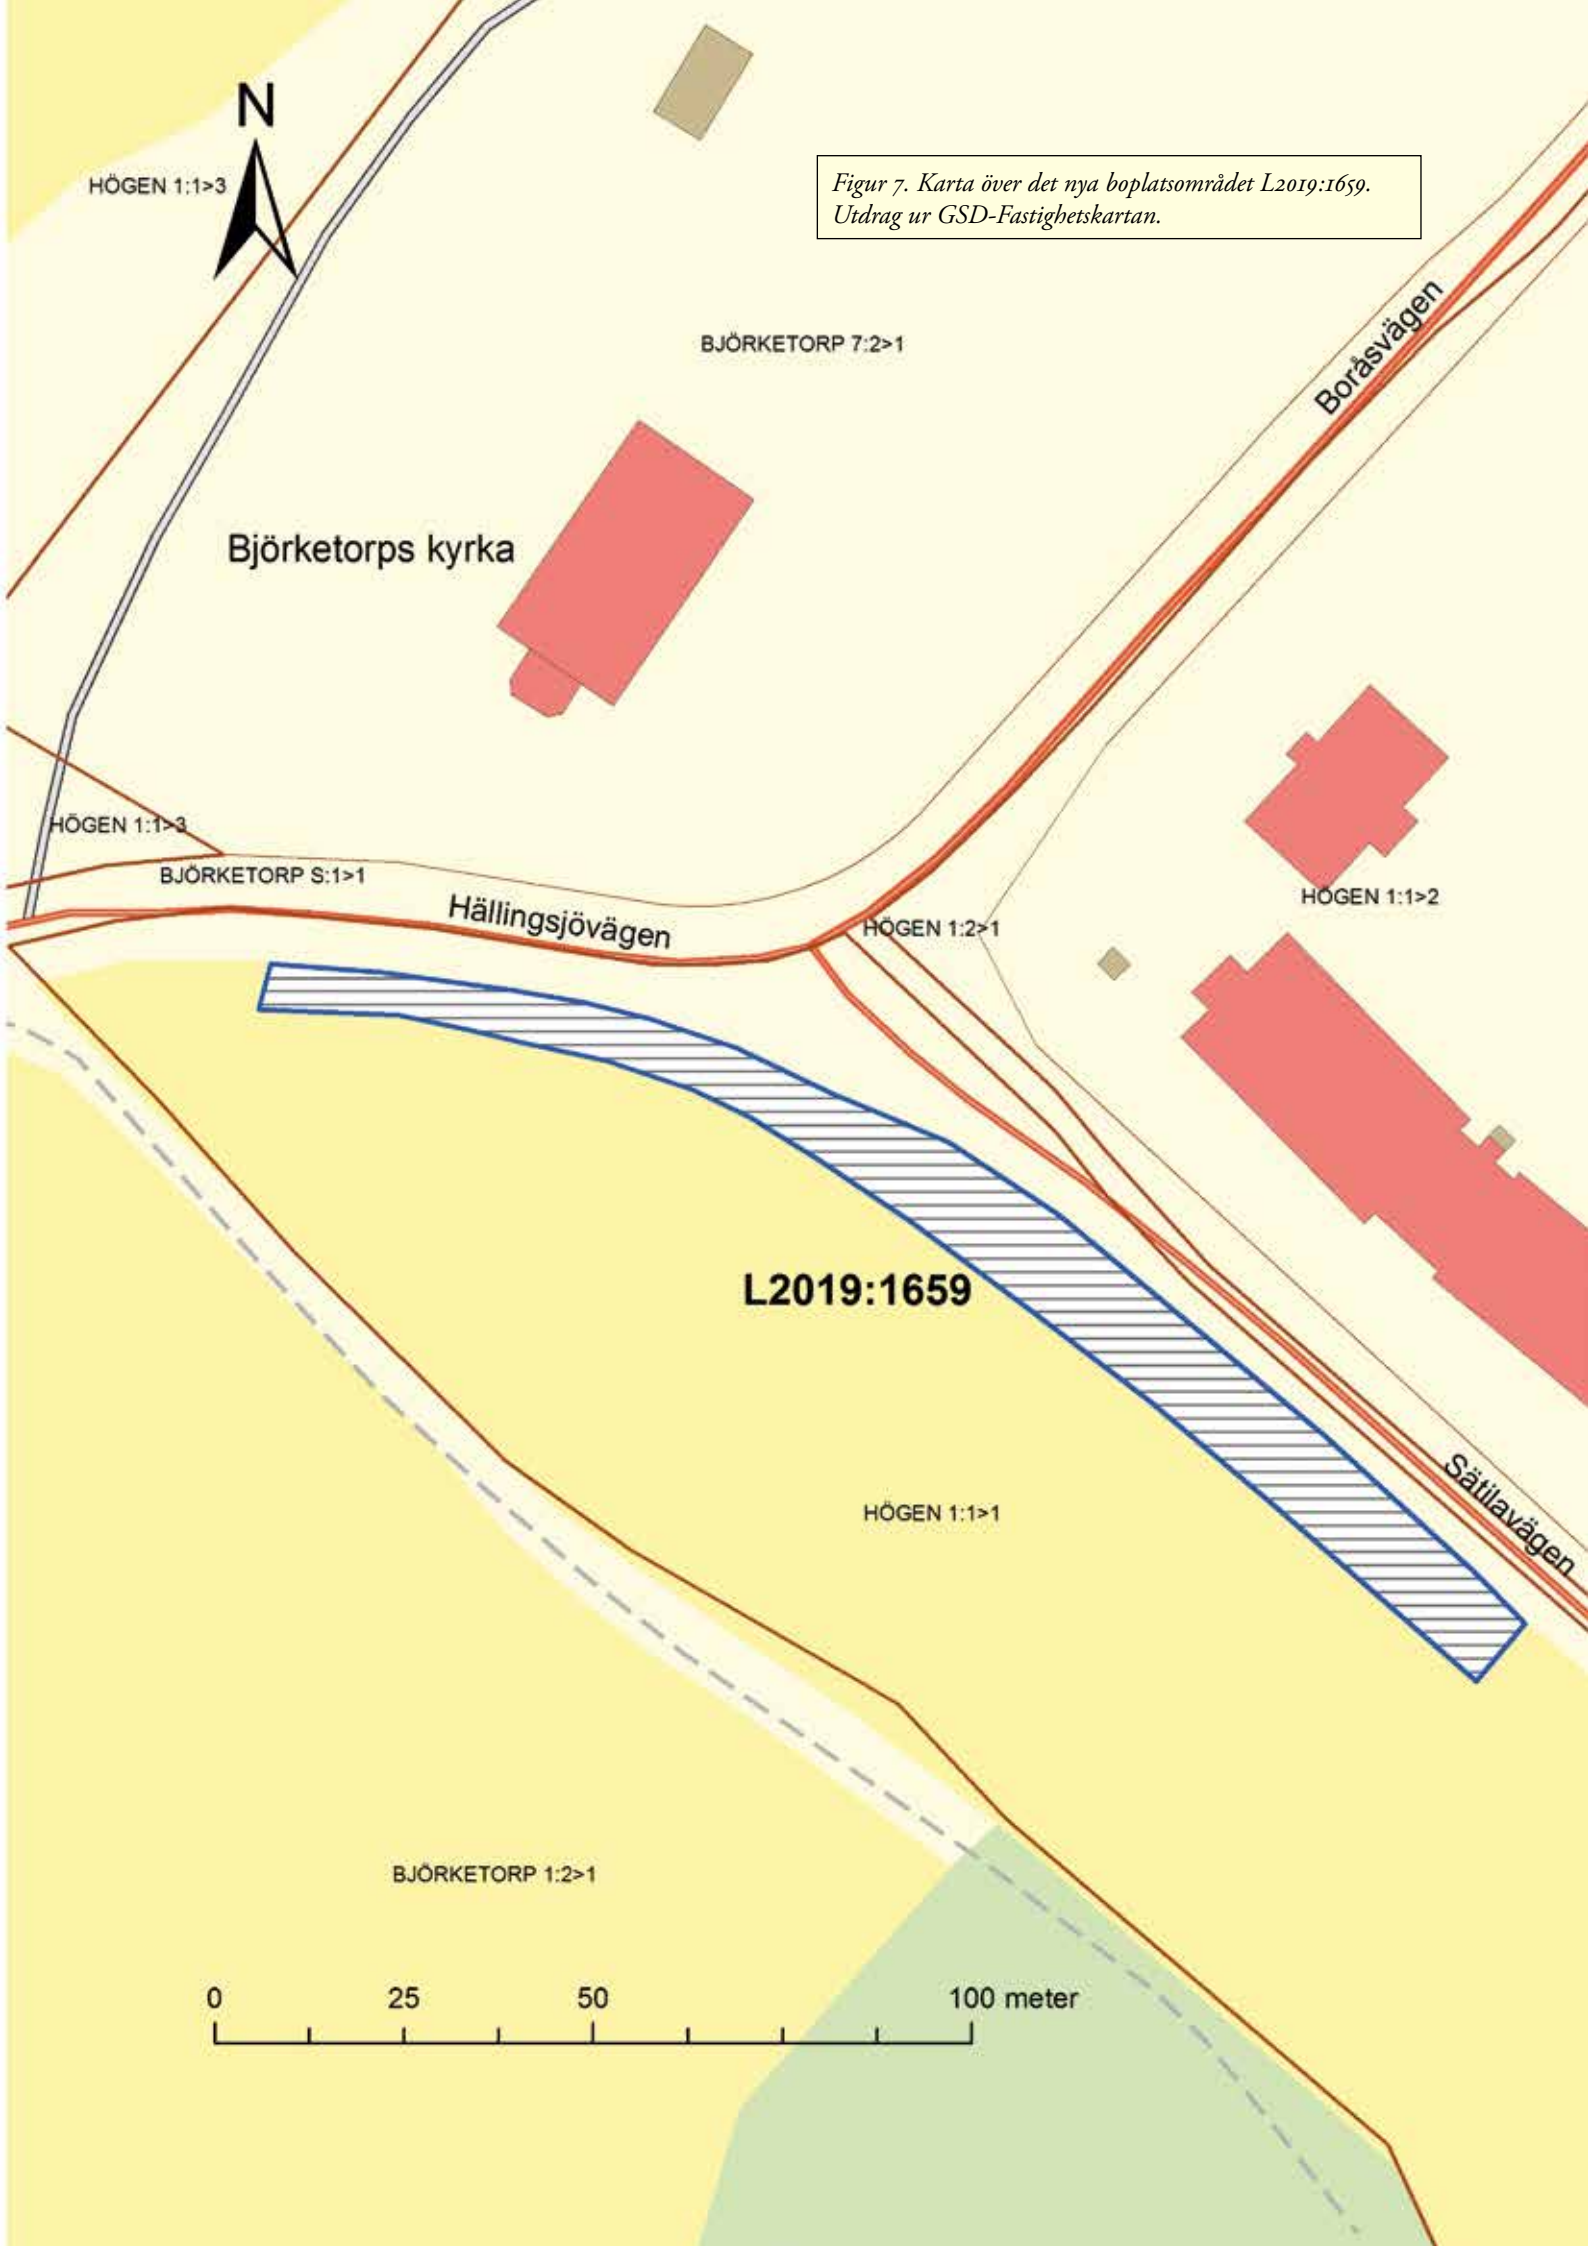 N
HÖGEN 1:1>3
Figur 7. Karta över det nya boplatsområdet L2019:1659.
Utdrag ur GSD-Fastighetskartan.
BJÖRKETORP 7:2>1
Boråsvägen
Björketorps kyrka
HÖGEN 1:1>3
BJÖRKETORP S:1>1
Hällingsjövägen
HÖGEN 1:2>1
HÖGEN 1:1>2
L2019:1659
Sätilavägen
HÖGEN 1:1>1
BJÖRKETORP 1:2>1
0 25 50 100 meter